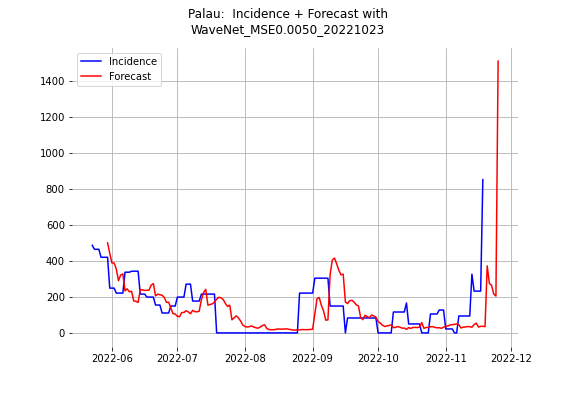 Palau:  Incidence + Forecast with
WaveNet_MSE0.0050_20221023
Incidence
Forecast
1400
1200
1000
800
600
400
200
0
2022-06 2022-07 2022-08 2022-09 2022-10 2022-11 2022-12